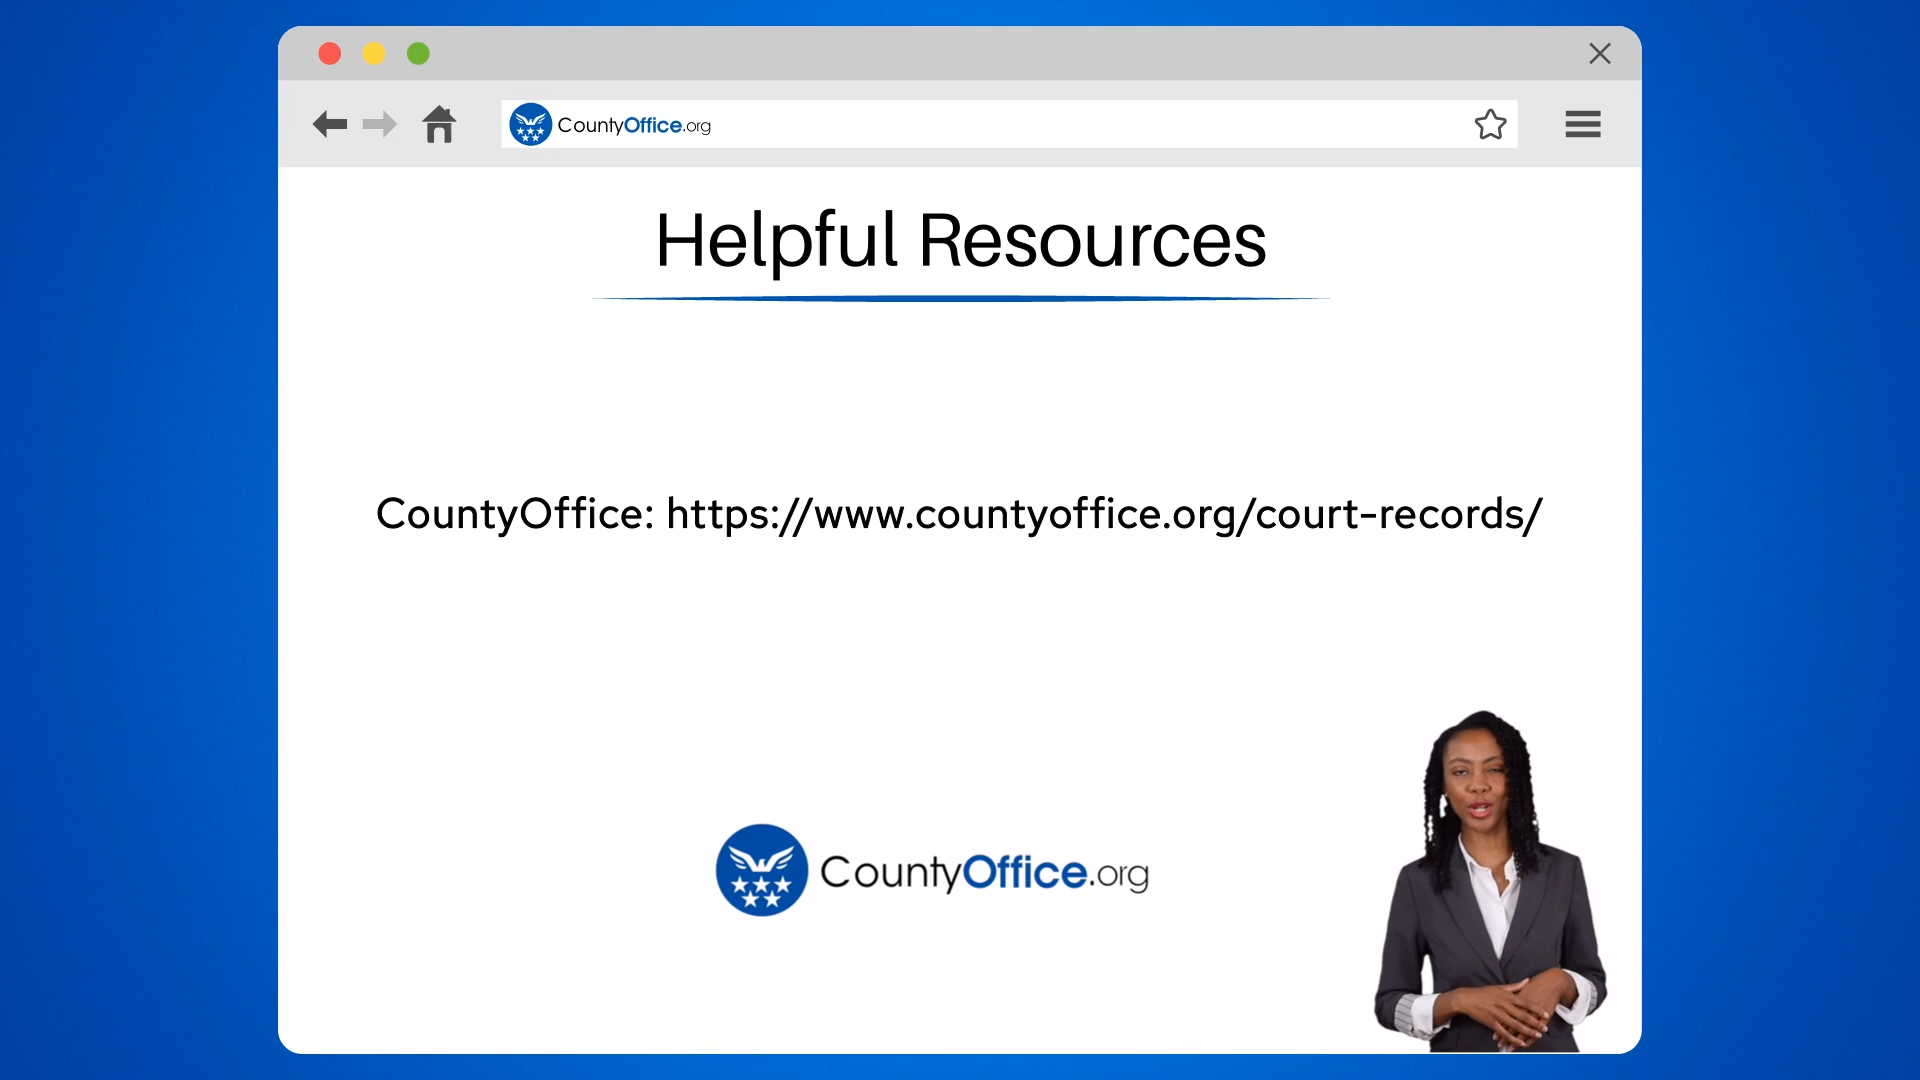 CountyOffice.org
Helpful Resources
CountyOffice: https://www.countyoffice.org/court-records/
CountyOffice.org